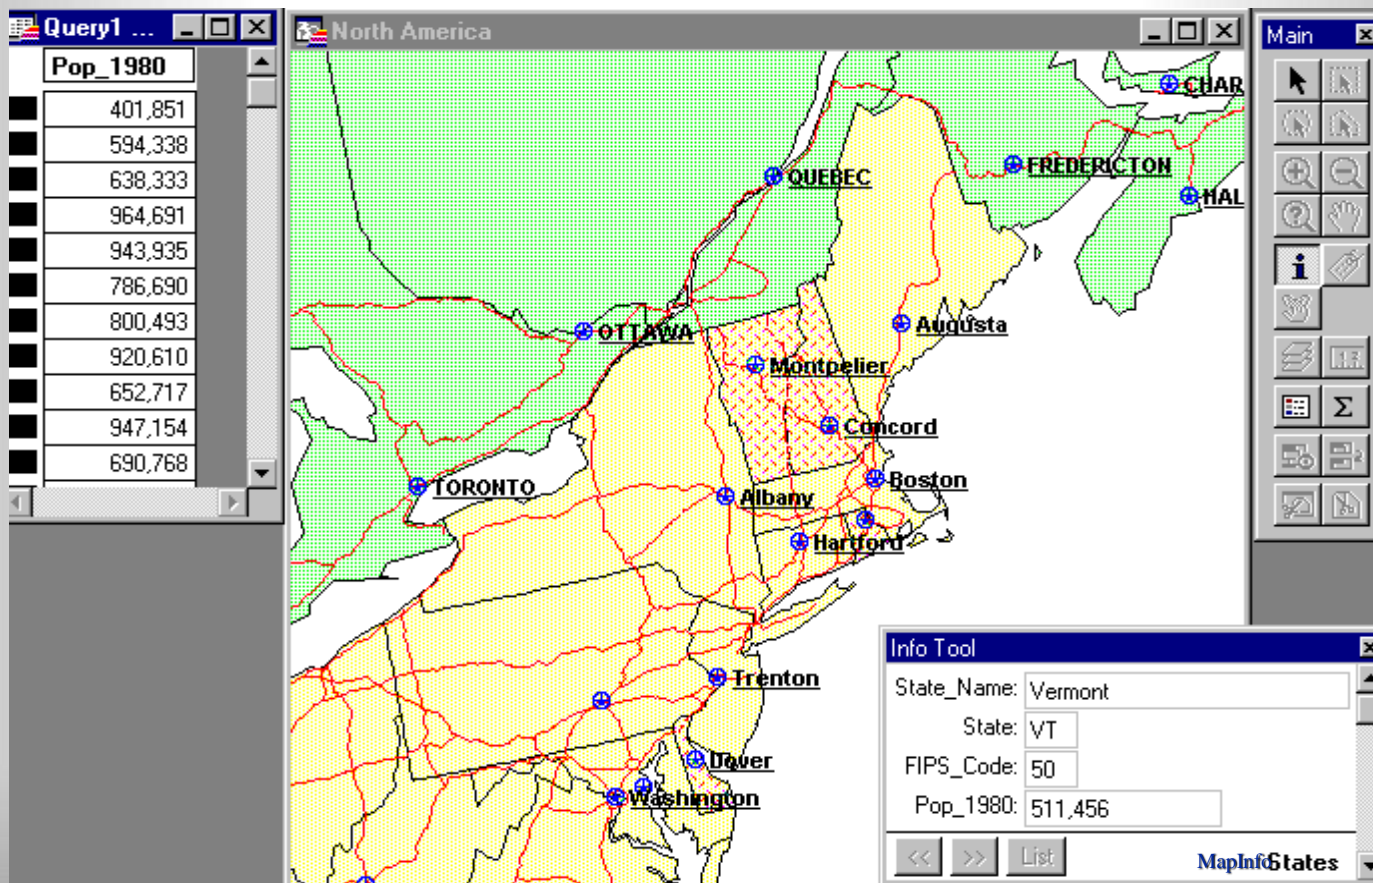 Query1 ...
Pop_1980
401,851
594,338
638,333
964,691
943,935
786,690
800,493
920,610
652,717
947,154
690,768
North America
CHAR
QUEBEC
FREDERICTON
HAL
OTTAWA
Augusta
Montpelier
Concord
TORONTO
Albany
Boston
Hartford
Trenton
Dover
Washington
Main
Info Tool
State_Name: Vermont
State: VT
FIPS_Code: 50
Pop_1980: 511,456
<< >> List
MapInfo States